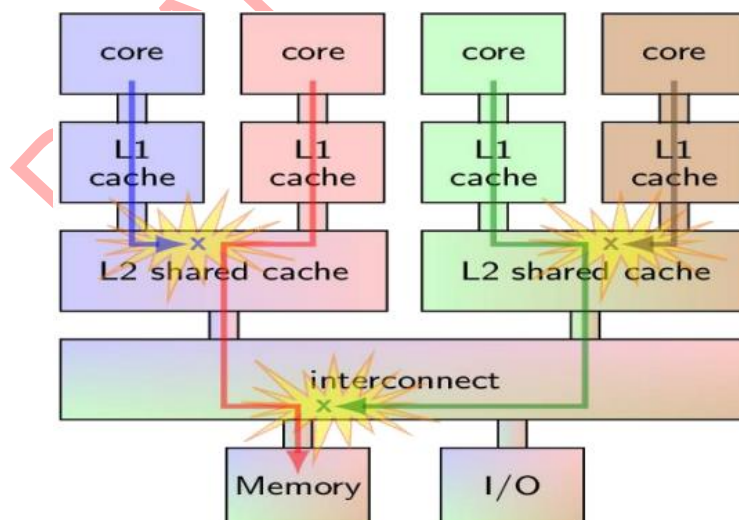 core core core core
L1 L1 L1 L1
cache cache cache cache
L2 shared cache L2 shared cache
interconnect
Memory I/O